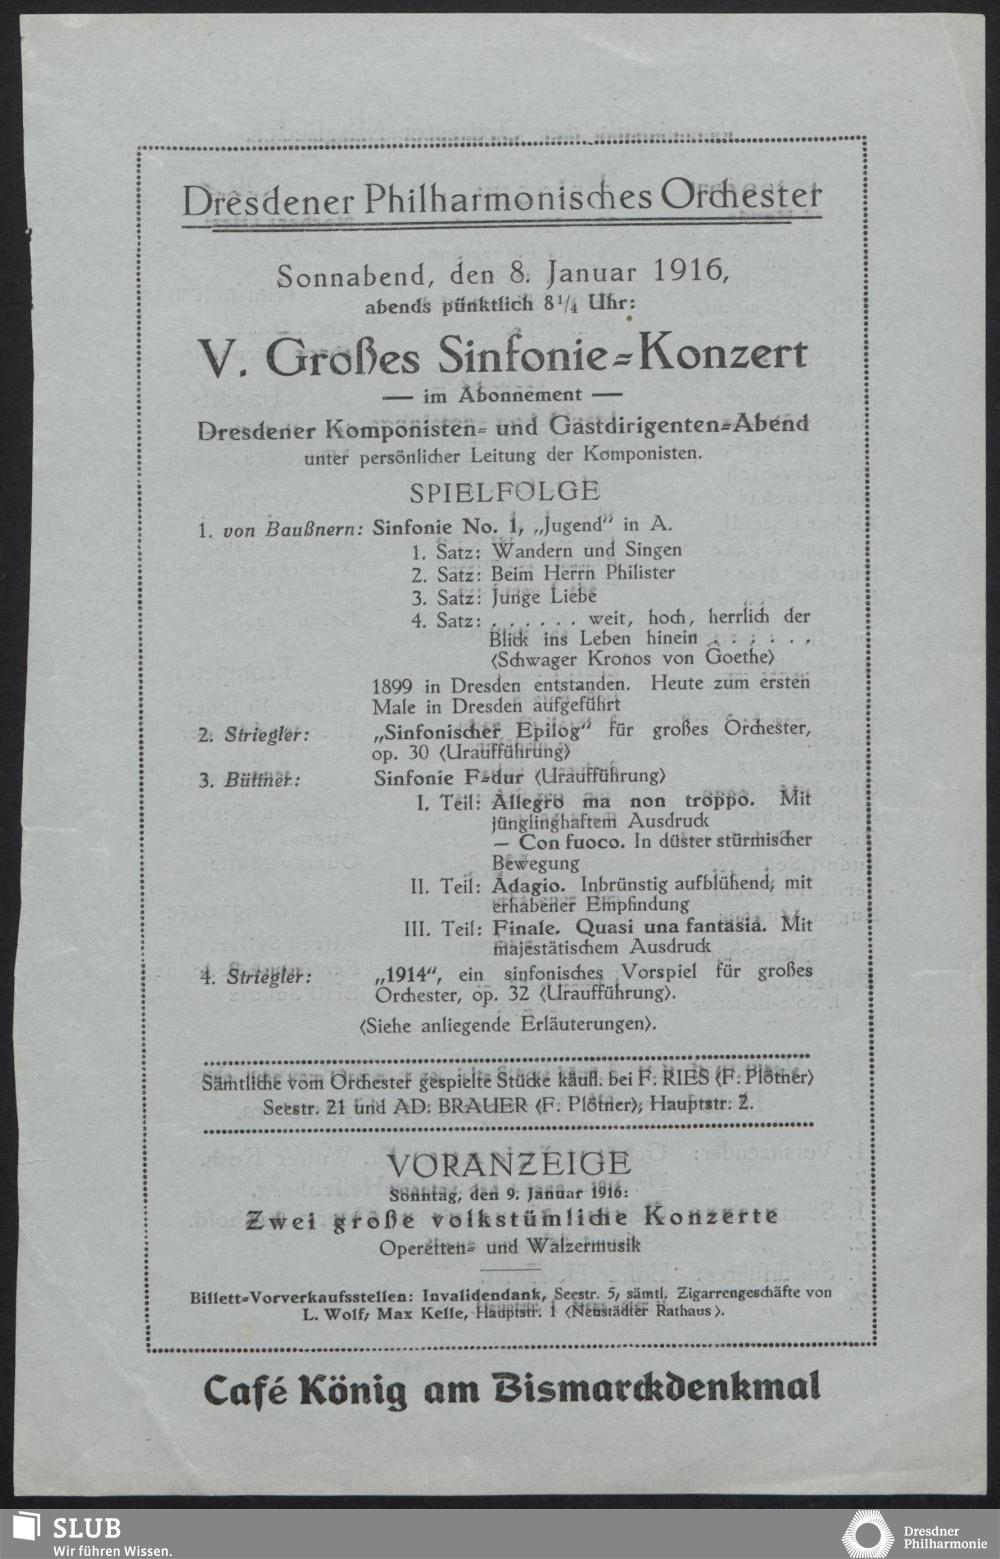 Dresdener Philharmonisches Orchester
Sonnabend, den 8. Januar 1916,
abends pünktlich 8 1/4 Uhr:
V. Großes Sinfonie=Konzert
— im Abonnement —
Dresdener Komponisten= und Gastdirigenten=Abend
unter persönlicher Leitung der Komponisten.
SPIELFOLGE
1. von Baußnern: Sinfonie No. 1, „Jugend“ in A.
1. Satz: Wandern und Singen
2. Satz: Beim Herrn Philister
3. Satz: Junge Liebe
4. Satz: . . . . . . weit, hoch, herrlich der
Blick ins Leben hinein . . . . . .
(Schwager Kronos von Goethe)
1899 in Dresden entstanden. Heute zum ersten
Male in Dresden aufgeführt
2. Striegler: „Sinfonischer Epilog“ für großes Orchester,
op. 30 (Uraufführung)
3. Büttner: Sinfonie F=dur (Uraufführung)
I. Teil: Allegro ma non troppo. Mit
jünglinghaftem Ausdruck
— Con fuoco. In düster stürmischer
Bewegung
II. Teil: Adagio. Inbrünstig aufblühend, mit
erhabener Empfindung
III. Teil: Finale. Quasi una fantasia. Mit
majestätischem Ausdruck
4. Striegler: „1914“, ein sinfonisches Vorspiel für großes
Orchester, op. 32 (Uraufführung).
(Siehe anliegende Erläuterungen).
Sämtliche vom Orchester gespielte Stücke käufl. bei F. RIES (F. Plötner)
Seestr. 21 und AD. BRAUER (F. Plötner), Hauptstr. 2.
VORANZEIGE
Sonntag, den 9. Januar 1916:
Zwei große volkstümliche Konzerte
Operetten= und Walzermusik
Billett=Vorverkaufsstellen: Invalidendank, Seestr. 5, sämtl. Zigarrengeschäfte von
L. Wolf, Max Kelle, Hauptstr. 1 (Neustädter Rathaus).
Café König am Bismarckdenkmal
SLUB
Wir führen Wissen.
Dresdner
Philharmonie